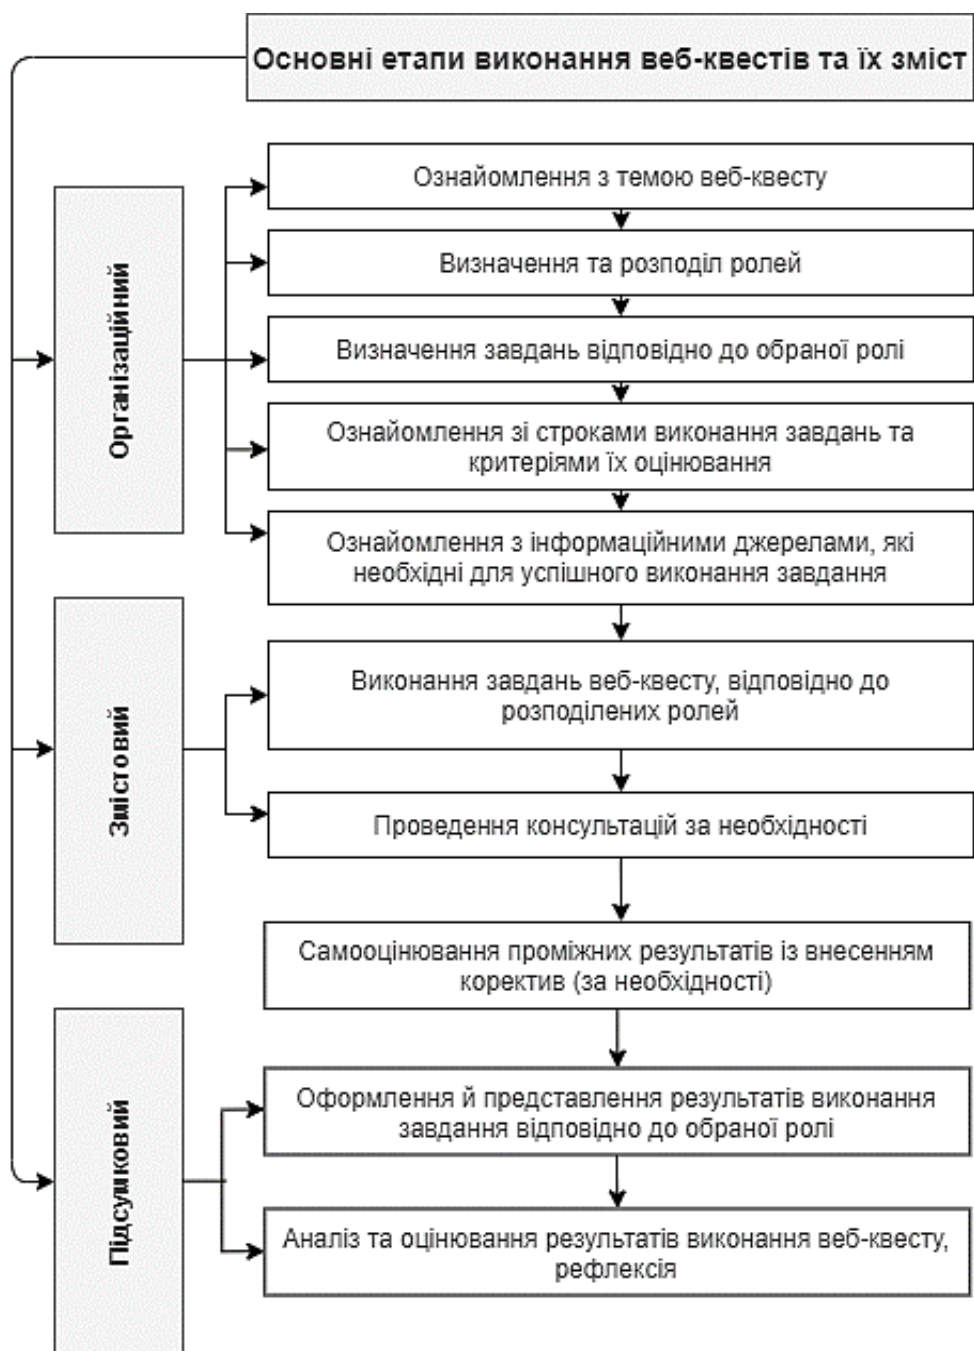 Основні етапи виконання веб-квестів та їх зміст
Організаційний
Ознайомлення з темою веб-квесту
Визначення та розподіл ролей
Визначення завдань відповідно до обраної ролі
Ознайомлення зі строками виконання завдань та
критеріями їх оцінювання
Ознайомлення з інформаційними джерелами, які
необхідні для успішного виконання завдання
Змістовий
Виконання завдань веб-квесту, відповідно до
розподілених ролей
Проведення консультацій за необхідності
Самооцінювання проміжних результатів із внесенням
коректив (за необхідності)
Підсумковий
Оформлення й представлення результатів виконання
завдання відповідно до обраної ролі
Аналіз та оцінювання результатів виконання веб-квесту,
рефлексія